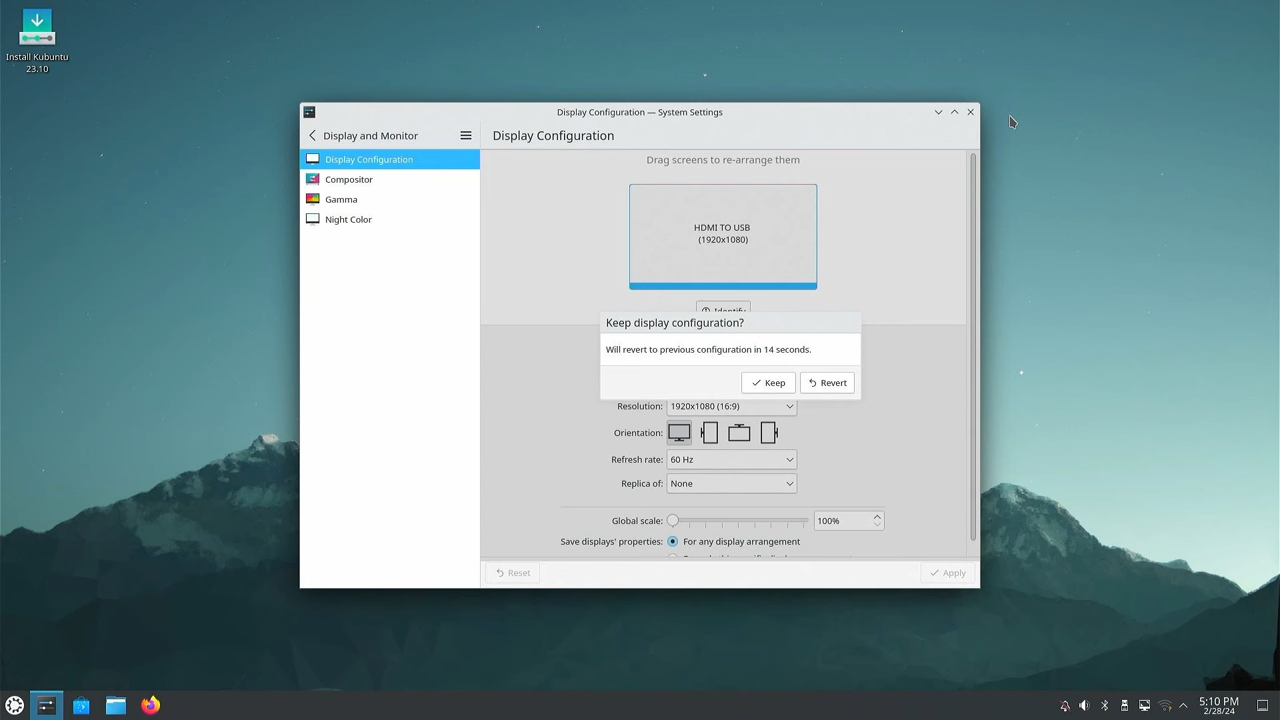 Install Kubuntu
23.10
Display Configuration — System Settings
Display and Monitor
Display Configuration
Display Configuration
Compositor
Gamma
Night Color
Drag screens to re-arrange them
HDMI TO USB
(1920x1080)
Identify
Keep display configuration?
Will revert to previous configuration in 14 seconds.
Keep
Revert
Resolution:
1920x1080 (16:9)
Orientation:
Refresh rate:
60 Hz
Replica of:
None
Global scale:
100%
Save displays' properties:
For any display arrangement
Reset
Apply
5:10 PM
2/28/24